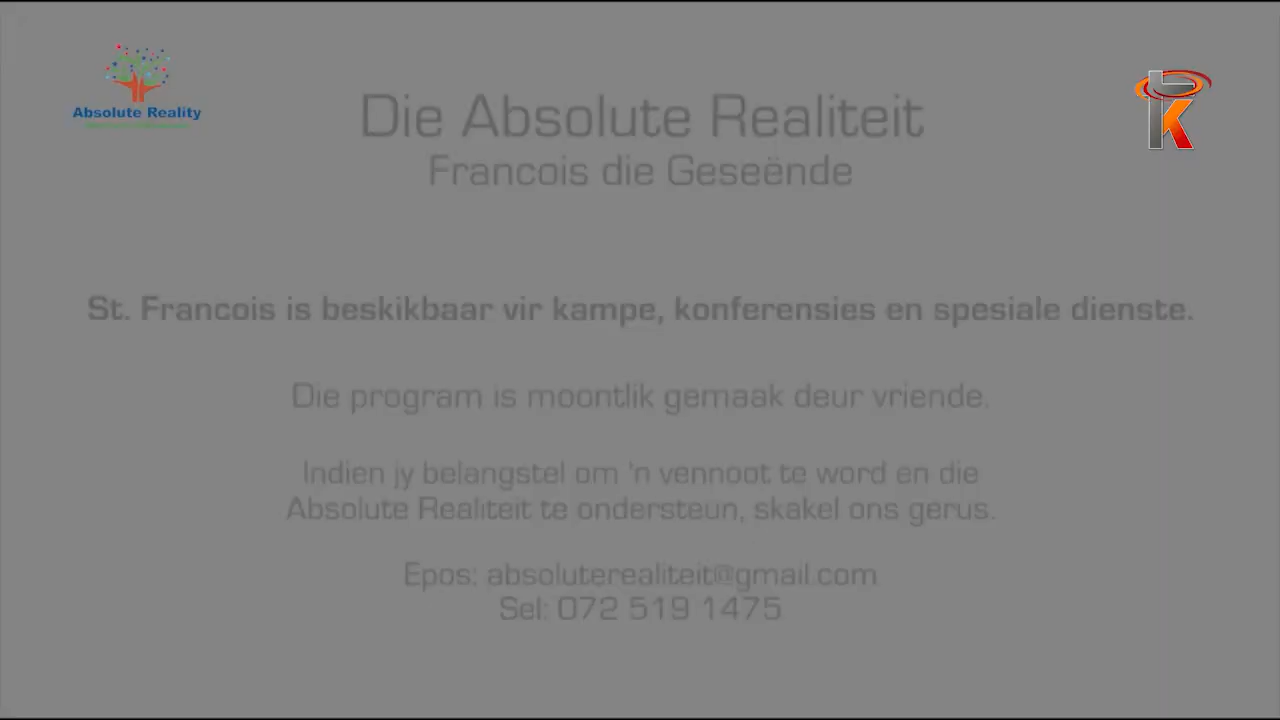 Absolute Reality
Die Absolute Realiteit
Francois die Geseënde
St. Francois is beskikbaar vir kampe, konferensies en spesiale dienste.
Die program is moontlik gemaak deur vriende.
Indien jy belangstel om 'n vennoot te word en die
Absolute Realiteit te ondersteun, skakel ons gerus.
Epos: absoluterealiteit@gmail.com
Sel: 072 519 1475